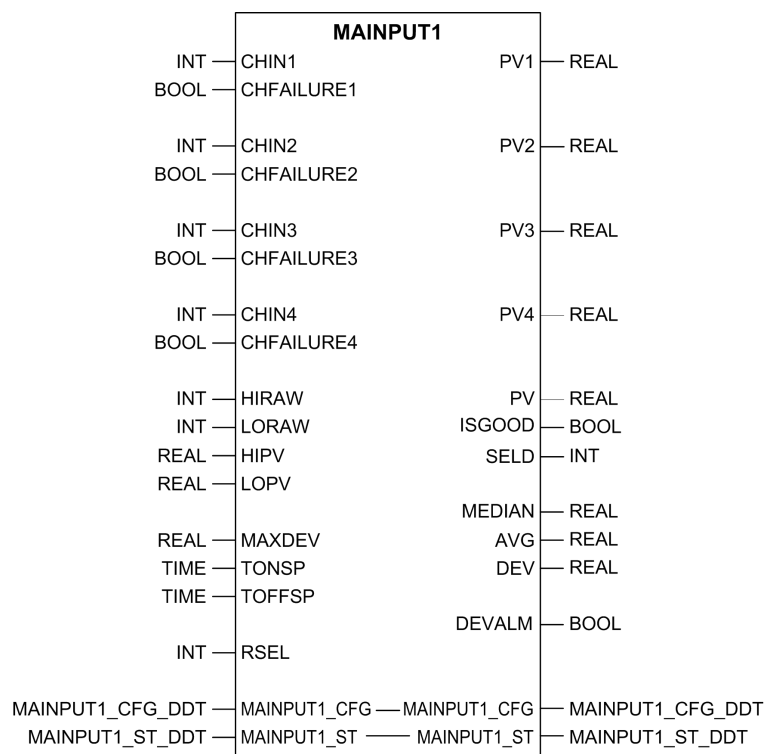 MAINPUT1
INT CHIN1 PV1 REAL
BOOL CHFAILURE1
INT CHIN2 PV2 REAL
BOOL CHFAILURE2
INT CHIN3 PV3 REAL
BOOL CHFAILURE3
INT CHIN4 PV4 REAL
BOOL CHFAILURE4
INT HIRAW PV REAL
INT LORAW ISGOOD BOOL
REAL HIPV SELD INT
REAL LOPV
MEDIAN REAL
REAL MAXDEV AVG REAL
TIME TONSP DEV REAL
TIME TOFFSP
DEVALM BOOL
INT RSEL
MAINPUT1_CFG_DDT MAINPUT1_CFG MAINPUT1_CFG MAINPUT1_CFG_DDT
MAINPUT1_ST_DDT MAINPUT1_ST MAINPUT1_ST MAINPUT1_ST_DDT